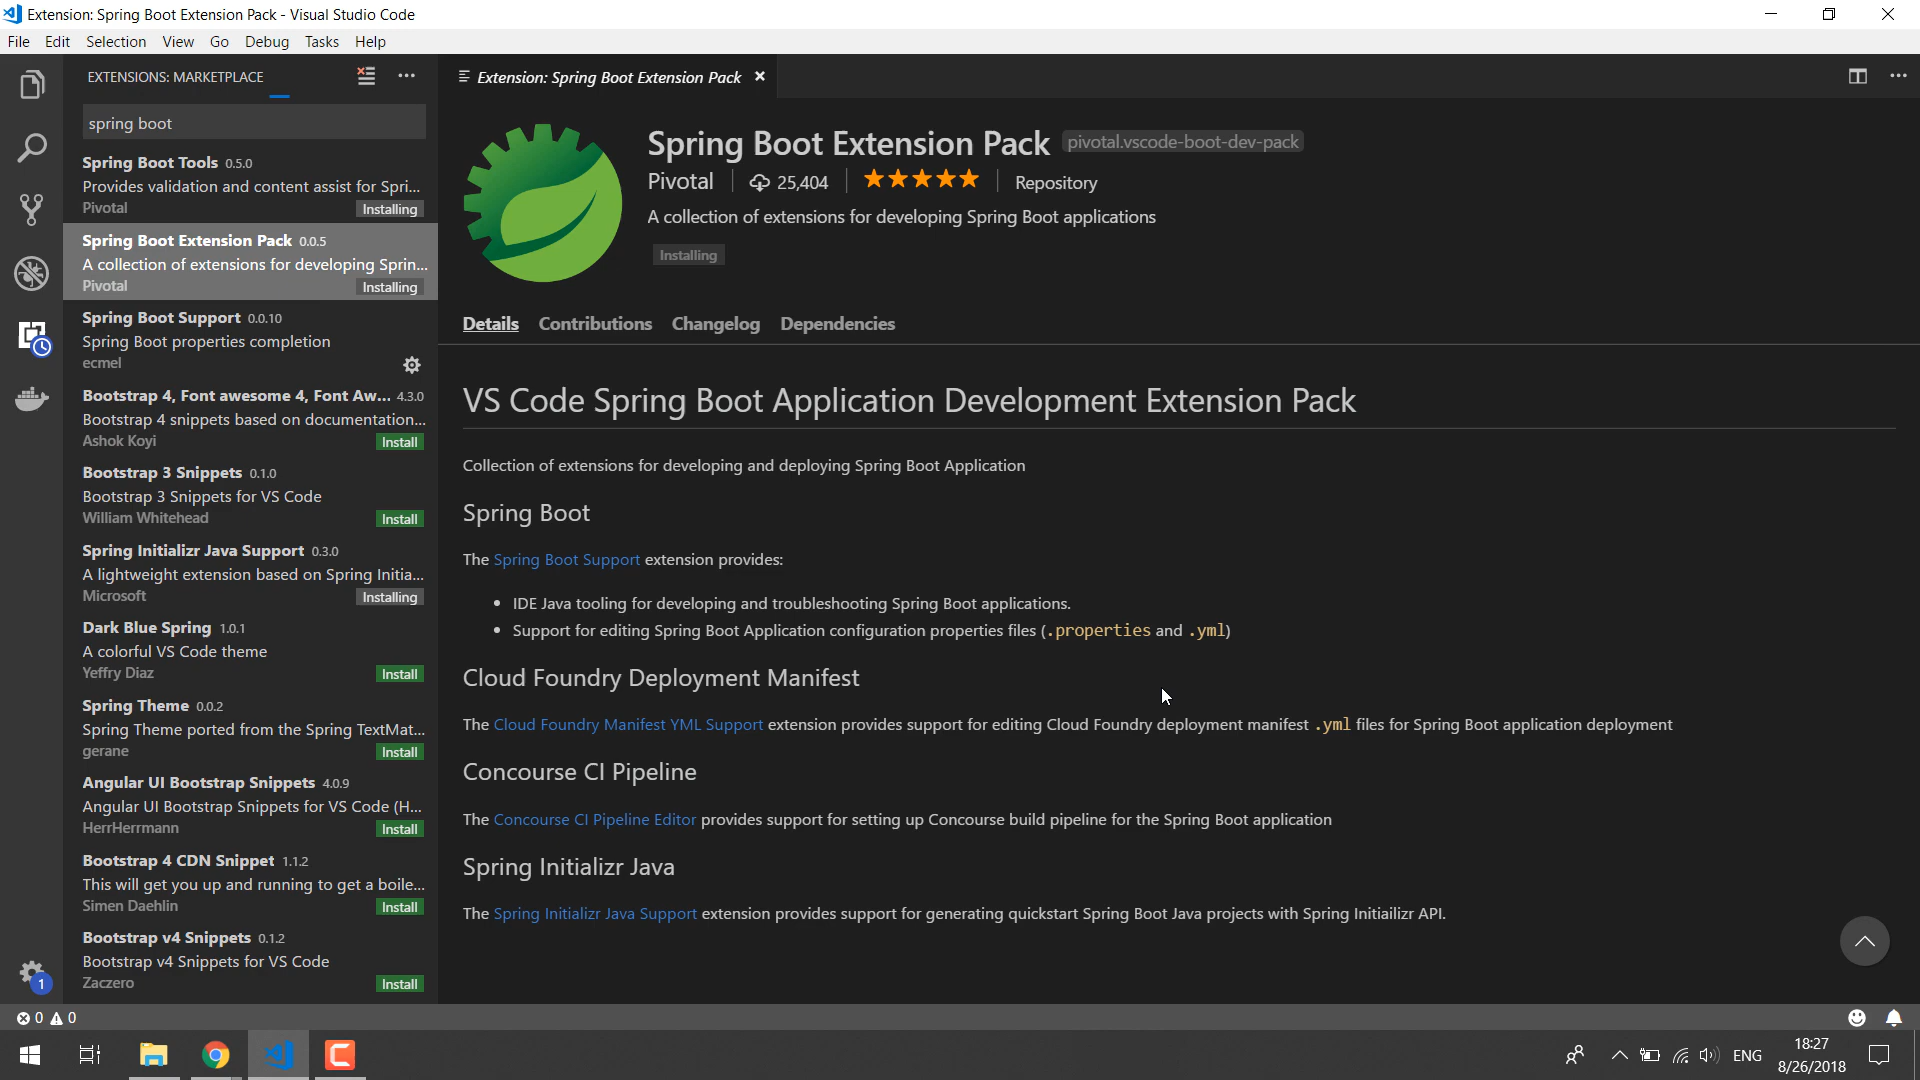 Extension: Spring Boot Extension Pack - Visual Studio Code
File Edit Selection View Go Debug Tasks Help
EXTENSIONS: MARKETPLACE
spring boot
Spring Boot Tools 0.5.0
Provides validation and content assist for Spri...
Pivotal Installing
Spring Boot Extension Pack 0.0.5
A collection of extensions for developing Sprin...
Pivotal Installing
Spring Boot Support 0.0.10
Spring Boot properties completion
ecmel
Bootstrap 4, Font awesome 4, Font Aw... 4.3.0
Bootstrap 4 snippets based on documentation...
Ashok Koyi Install
Bootstrap 3 Snippets 0.1.0
Bootstrap 3 Snippets for VS Code
William Whitehead Install
Spring Initializr Java Support 0.3.0
A lightweight extension based on Spring Initia...
Microsoft Installing
Dark Blue Spring 1.0.1
A colorful VS Code theme
Yeffry Diaz Install
Spring Theme 0.0.2
Spring Theme ported from the Spring TextMat...
gerane Install
Angular UI Bootstrap Snippets 4.0.9
Angular UI Bootstrap Snippets for VS Code (H...
HerrHerrmann Install
Bootstrap 4 CDN Snippet 1.1.2
This will get you up and running to get a boile...
Simen Daehlin Install
Bootstrap v4 Snippets 0.1.2
Bootstrap v4 Snippets for VS Code
Zaczero Install
Extension: Spring Boot Extension Pack
Spring Boot Extension Pack pivotal.vscode-boot-dev-pack
Pivotal 25,404 Repository
A collection of extensions for developing Spring Boot applications
Installing
Details Contributions Changelog Dependencies
VS Code Spring Boot Application Development Extension Pack
Collection of extensions for developing and deploying Spring Boot Application
Spring Boot
The Spring Boot Support extension provides:
• IDE Java tooling for developing and troubleshooting Spring Boot applications.
• Support for editing Spring Boot Application configuration properties files (.properties and .yml)
Cloud Foundry Deployment Manifest
The Cloud Foundry Manifest YML Support extension provides support for editing Cloud Foundry deployment manifest .yml files for Spring Boot application deployment
Concourse CI Pipeline
The Concourse CI Pipeline Editor provides support for setting up Concourse build pipeline for the Spring Boot application
Spring Initializr Java
The Spring Initializr Java Support extension provides support for generating quickstart Spring Boot Java projects with Spring Initiailizr API.
1
0 0
ENG
18:27
8/26/2018